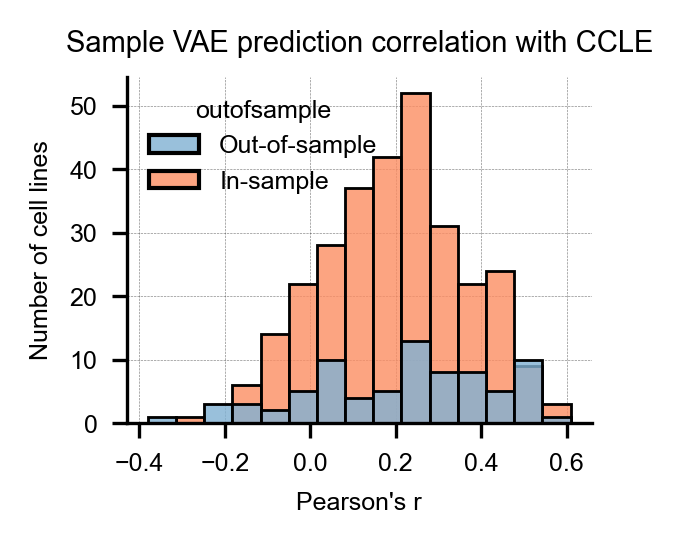 Sample VAE prediction correlation with CCLE
Number of cell lines
50
40
30
20
10
0
outofsample
Out-of-sample
In-sample
−0.4
−0.2
0.0
0.2
0.4
0.6
Pearson's r